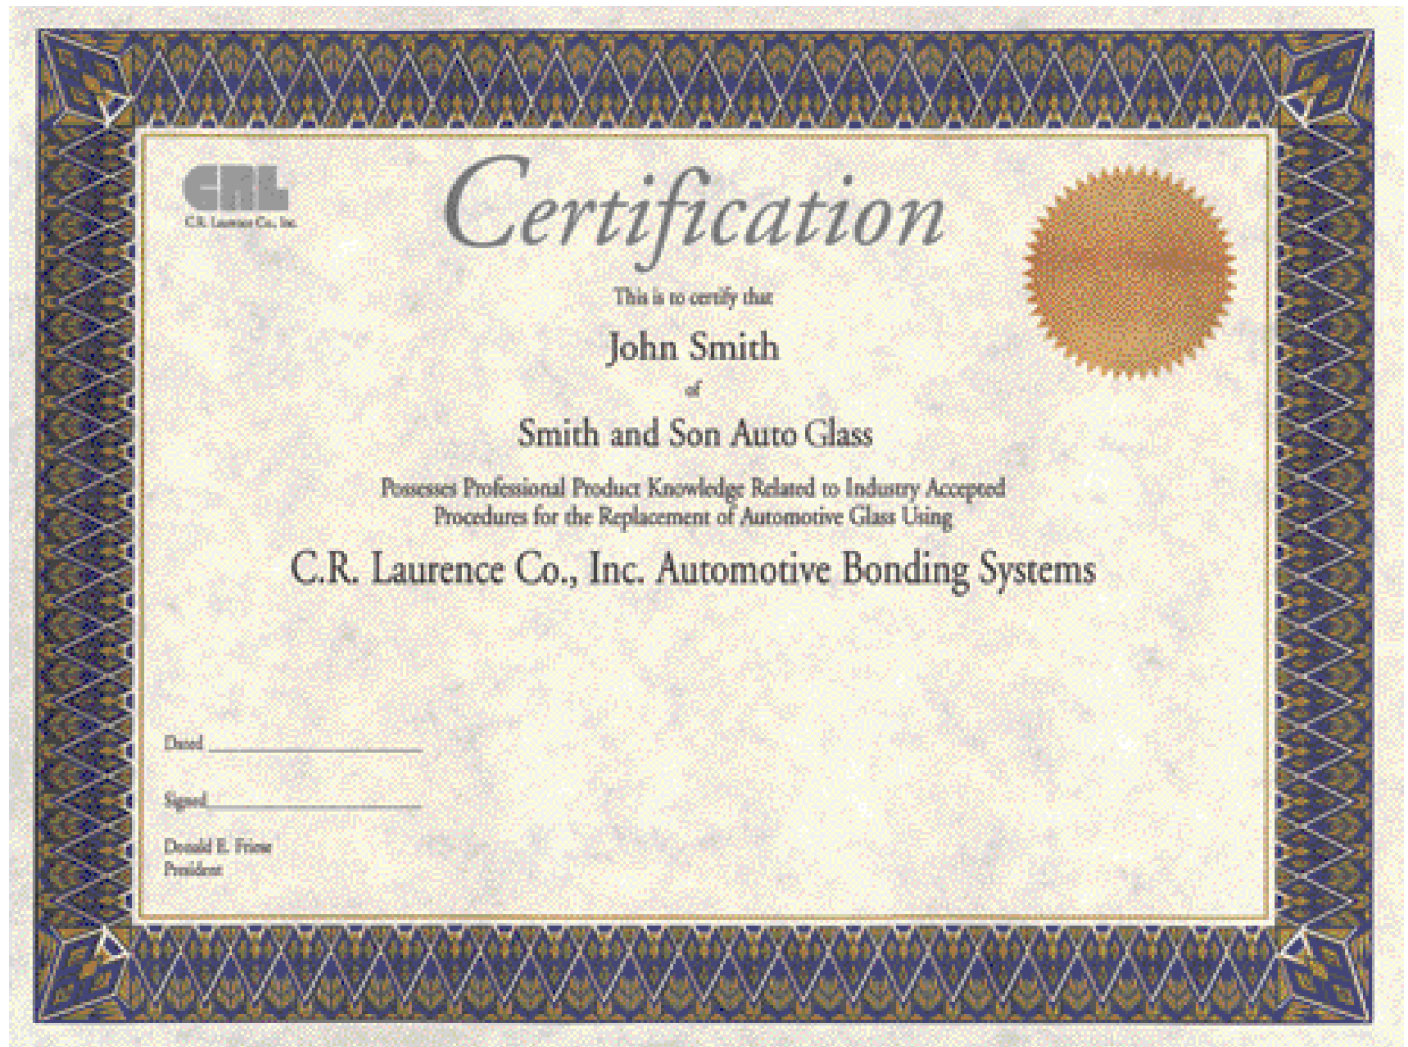 CRL
C.R. Laurence Co., Inc.
Certification
This is to certify that
John Smith
of
Smith and Son Auto Glass
Possesses Professional Product Knowledge Related to Industry Accepted
Procedures for the Replacement of Automotive Glass Using
C.R. Laurence Co., Inc. Automotive Bonding Systems
Dated
Signed
Donald E. Friese
President